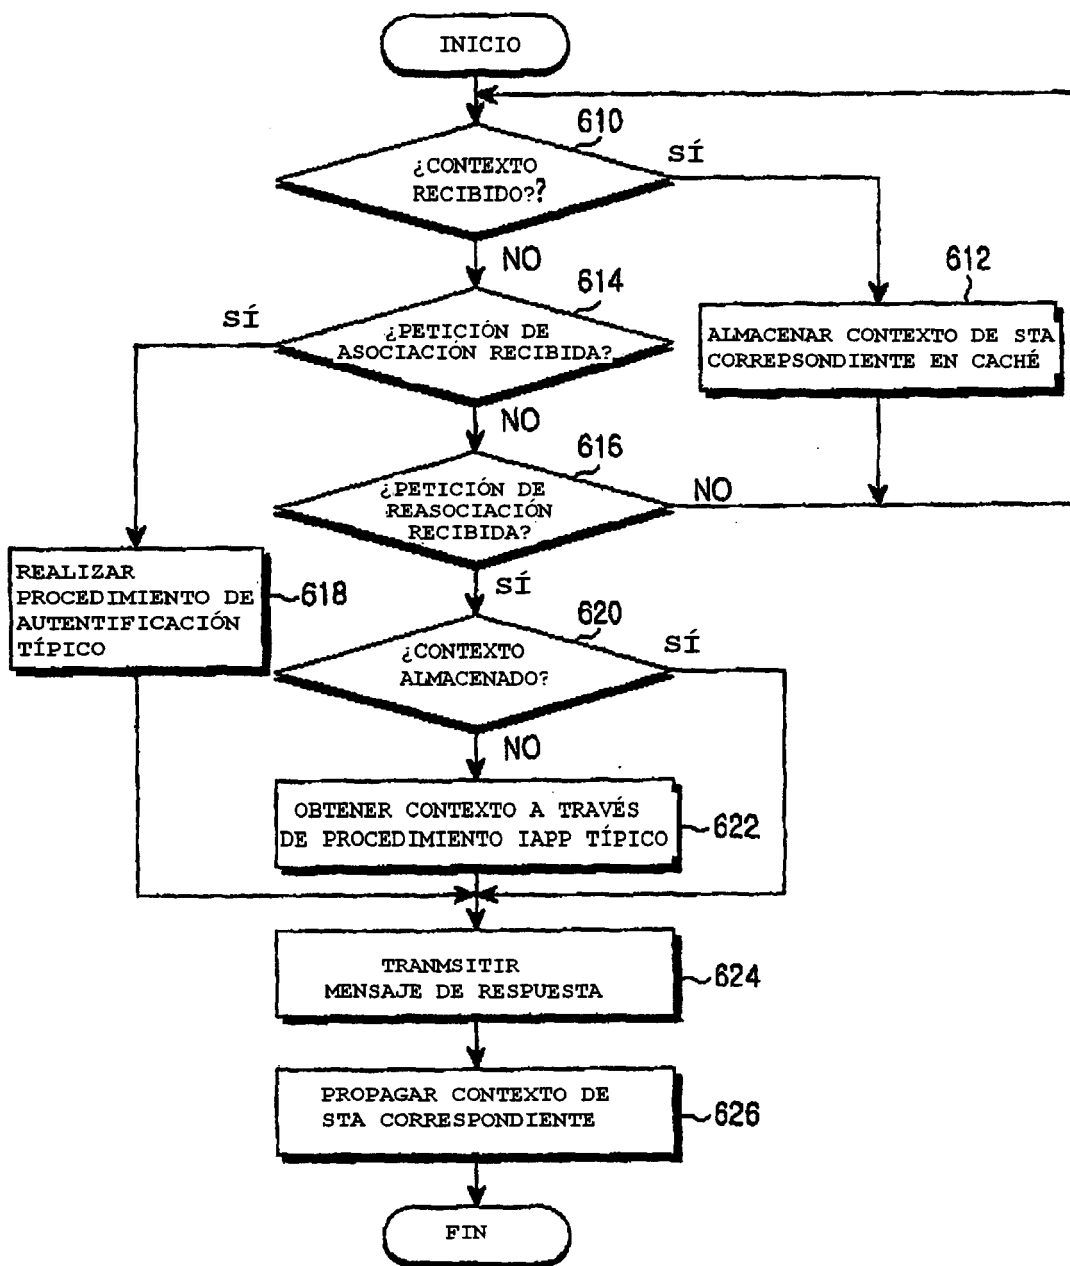 INICIO
610
SÍ
¿CONTEXTO
RECIBIDO??
NO
612
614
SÍ
¿PETICIÓN DE
ASOCIACIÓN RECIBIDA?
ALMACENAR CONTEXTO DE STA
CORREPSONDIENTE EN CACHÉ
NO
616
¿PETICIÓN DE
REASOCIACIÓN
RECIBIDA?
NO
REALIZAR
PROCEDIMIENTO DE
AUTENTIFICACIÓN
TÍPICO
618
SÍ
620
SÍ
¿CONTEXTO
ALMACENADO?
NO
OBTENER CONTEXTO A TRAVÉS
DE PROCEDIMIENTO IAPP TÍPICO
622
TRANMSITIR
MENSAJE DE RESPUESTA
624
PROPAGAR CONTEXTO DE
STA CORRESPONDIENTE
626
FIN